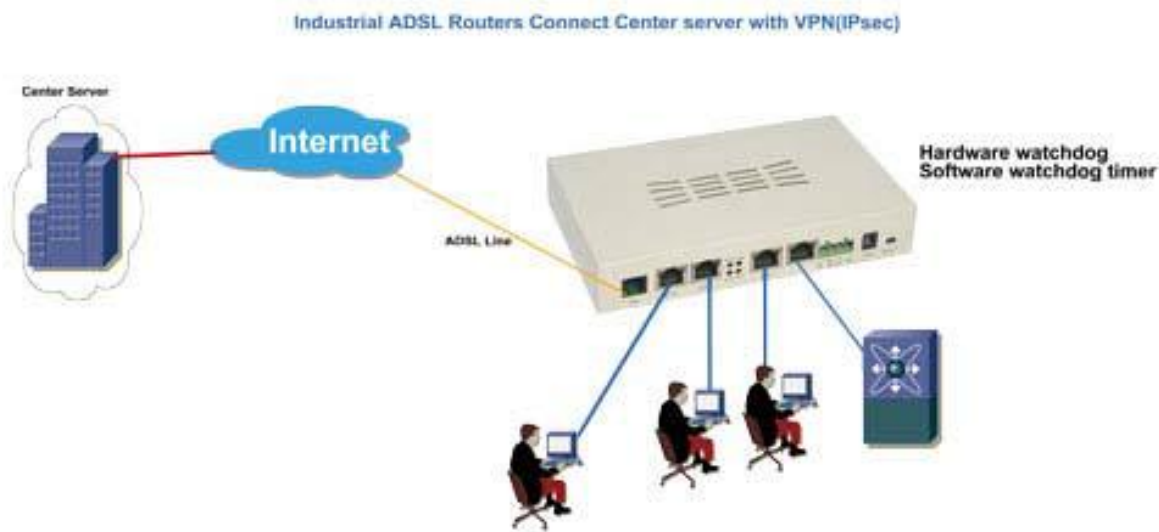 Industrial ADSL Routers Connect Center server with VPN(IPsec)
Center Server
Internet
Hardware watchdog
Software watchdog timer
ADSL Line